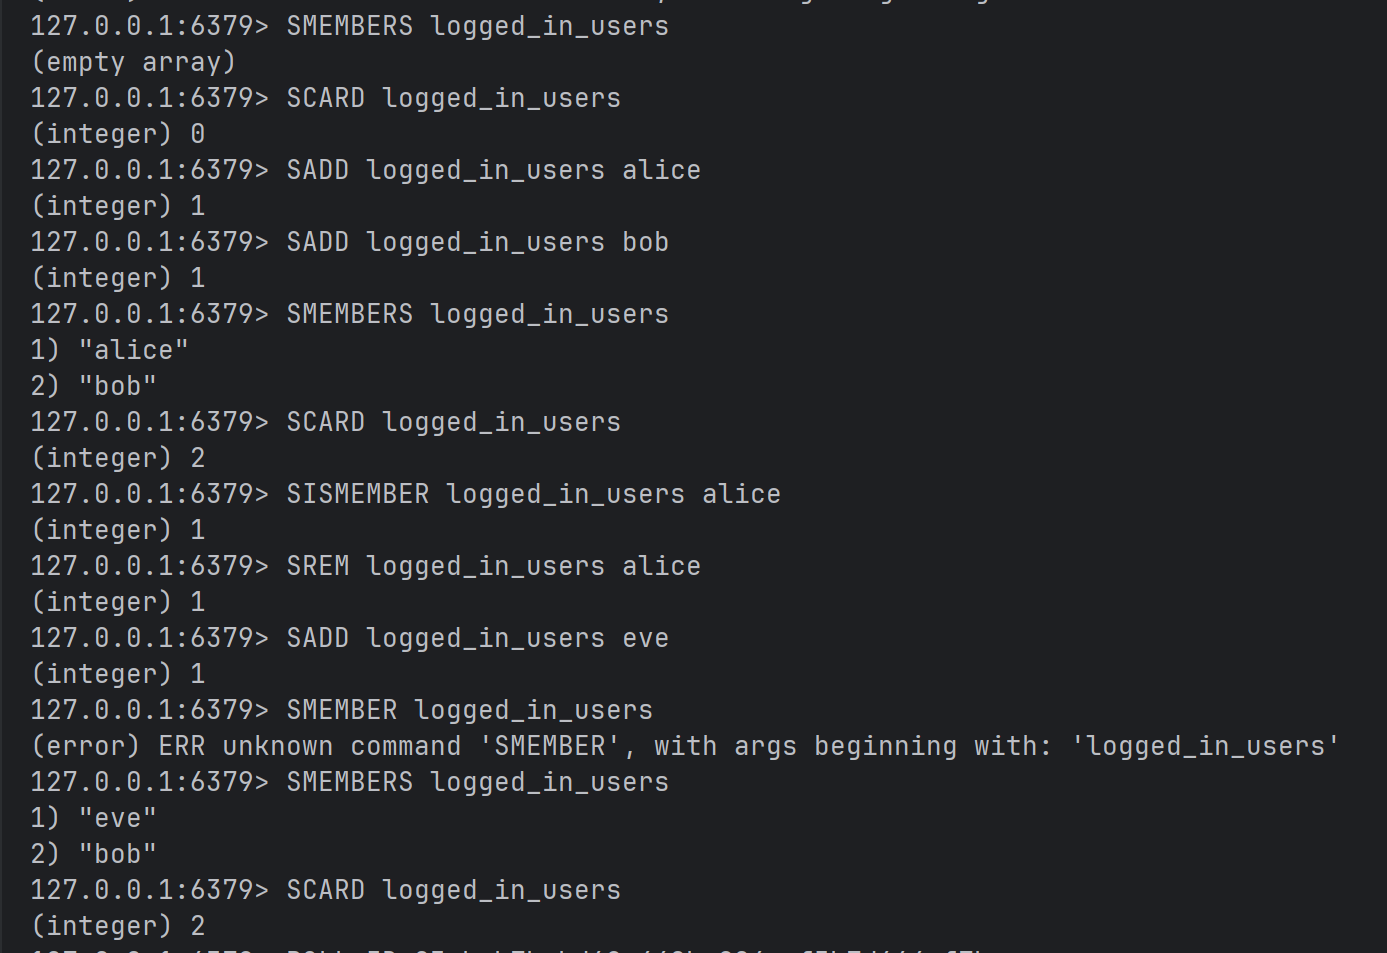 127.0.0.1:6379> SMEMBERS logged_in_users
(empty array)
127.0.0.1:6379> SCARD logged_in_users
(integer) 0
127.0.0.1:6379> SADD logged_in_users alice
(integer) 1
127.0.0.1:6379> SADD logged_in_users bob
(integer) 1
127.0.0.1:6379> SMEMBERS logged_in_users
1) "alice"
2) "bob"
127.0.0.1:6379> SCARD logged_in_users
(integer) 2
127.0.0.1:6379> SISMEMBER logged_in_users alice
(integer) 1
127.0.0.1:6379> SREM logged_in_users alice
(integer) 1
127.0.0.1:6379> SADD logged_in_users eve
(integer) 1
127.0.0.1:6379> SMEMBER logged_in_users
(error) ERR unknown command 'SMEMBER', with args beginning with: 'logged_in_users'
127.0.0.1:6379> SMEMBERS logged_in_users
1) "eve"
2) "bob"
127.0.0.1:6379> SCARD logged_in_users
(integer) 2